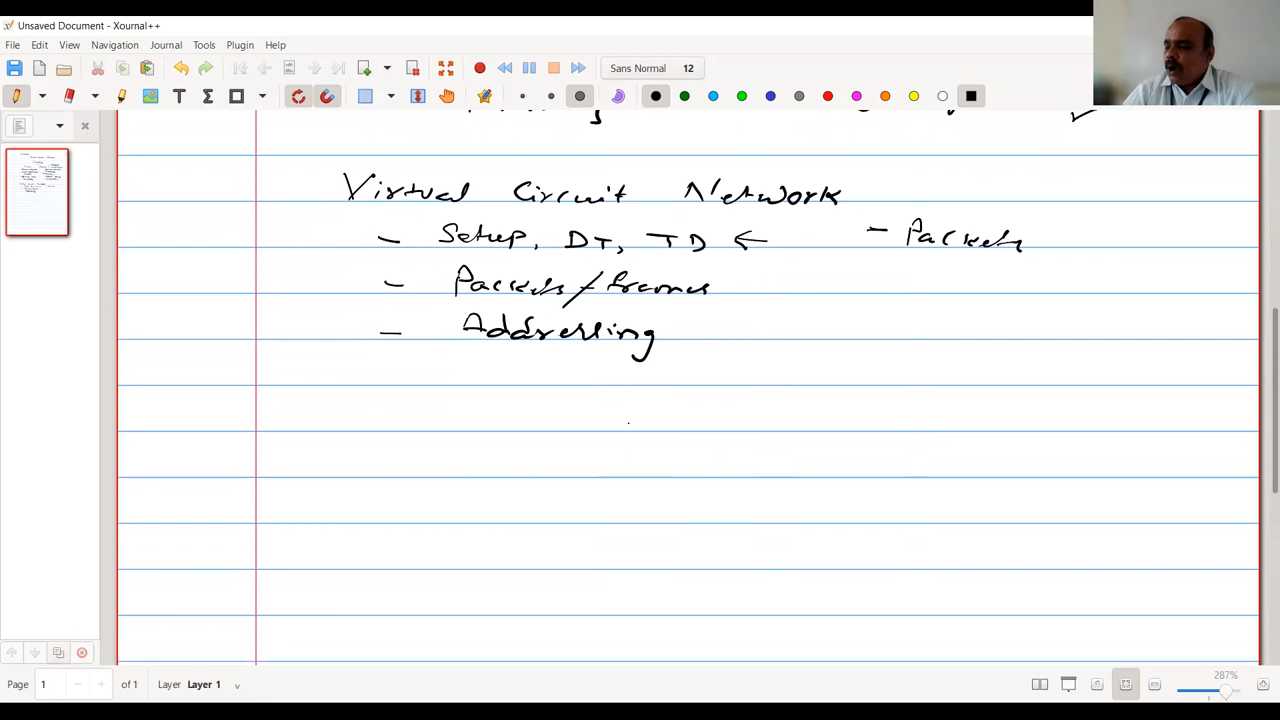 Unsaved Document - Xournal++
File Edit View Navigation Journal Tools Plugin Help
Sans Normal 12
Virtual Circuit Network
- Setup, DT, TD ← - Packets
- Packets/frames
- Addressing
287%
Page 1 of 1 Layer Layer 1